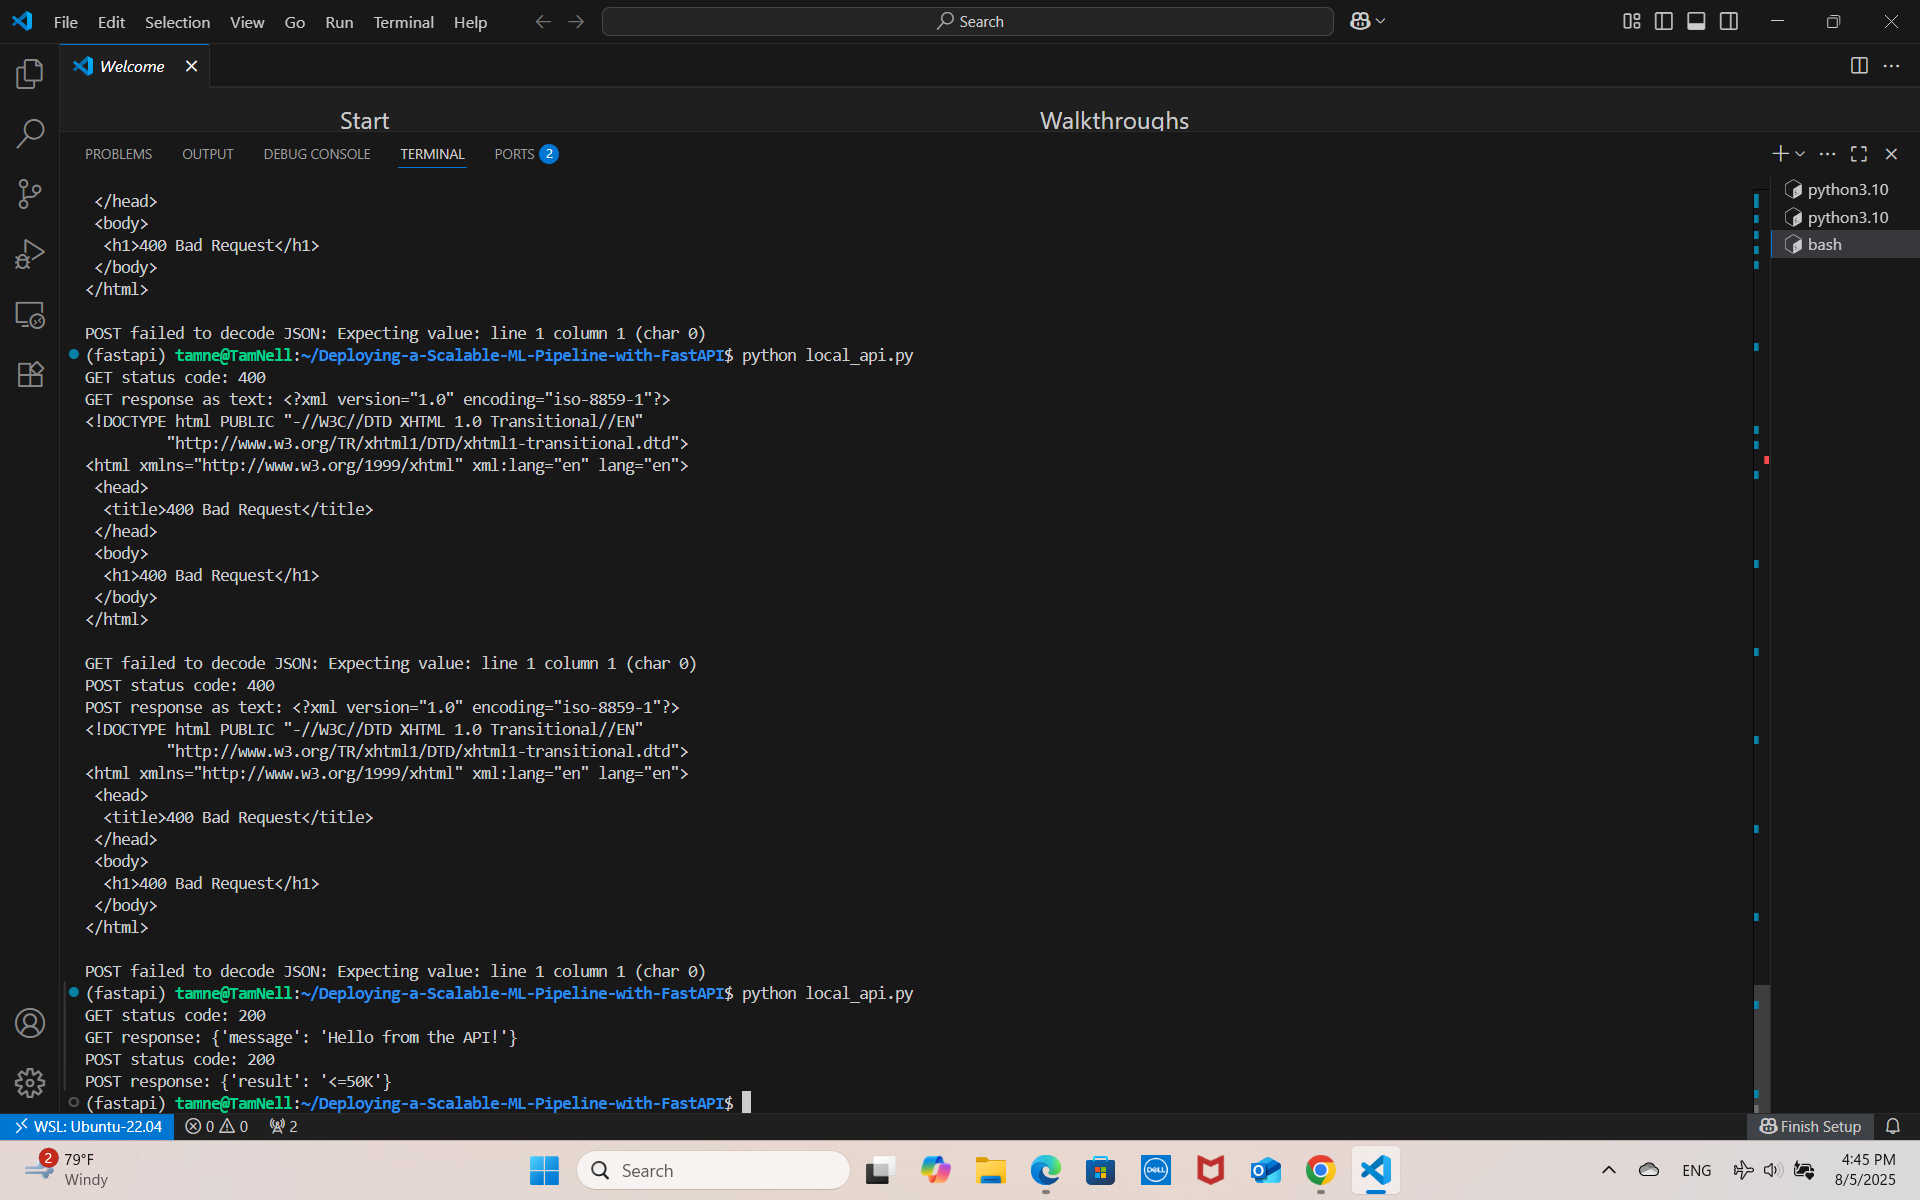 File Edit Selection View Go Run Terminal Help
Search
Welcome
Start
Walkthroughs
PROBLEMS OUTPUT DEBUG CONSOLE TERMINAL PORTS 2
python3.10
python3.10
bash
</head>
<body>
<h1>400 Bad Request</h1>
</body>
</html>
POST failed to decode JSON: Expecting value: line 1 column 1 (char 0)
(fastapi) tamne@TamNell:~/Deploying-a-Scalable-ML-Pipeline-with-FastAPI$ python local_api.py
GET status code: 400
GET response as text: <?xml version="1.0" encoding="iso-8859-1"?>
<!DOCTYPE html PUBLIC "-//W3C//DTD XHTML 1.0 Transitional//EN"
"http://www.w3.org/TR/xhtml1/DTD/xhtml1-transitional.dtd">
<html xmlns="http://www.w3.org/1999/xhtml" xml:lang="en" lang="en">
<head>
<title>400 Bad Request</title>
</head>
<body>
<h1>400 Bad Request</h1>
</body>
</html>
GET failed to decode JSON: Expecting value: line 1 column 1 (char 0)
POST status code: 400
POST response as text: <?xml version="1.0" encoding="iso-8859-1"?>
<!DOCTYPE html PUBLIC "-//W3C//DTD XHTML 1.0 Transitional//EN"
"http://www.w3.org/TR/xhtml1/DTD/xhtml1-transitional.dtd">
<html xmlns="http://www.w3.org/1999/xhtml" xml:lang="en" lang="en">
<head>
<title>400 Bad Request</title>
</head>
<body>
<h1>400 Bad Request</h1>
</body>
</html>
POST failed to decode JSON: Expecting value: line 1 column 1 (char 0)
(fastapi) tamne@TamNell:~/Deploying-a-Scalable-ML-Pipeline-with-FastAPI$ python local_api.py
GET status code: 200
GET response: {'message': 'Hello from the API!'}
POST status code: 200
POST response: {'result': '<=50K'}
(fastapi) tamne@TamNell:~/Deploying-a-Scalable-ML-Pipeline-with-FastAPI$
WSL: Ubuntu-22.04 0 0 2
Finish Setup
2
79°F
Windy
Search
DELL
ENG
4:45 PM
8/5/2025